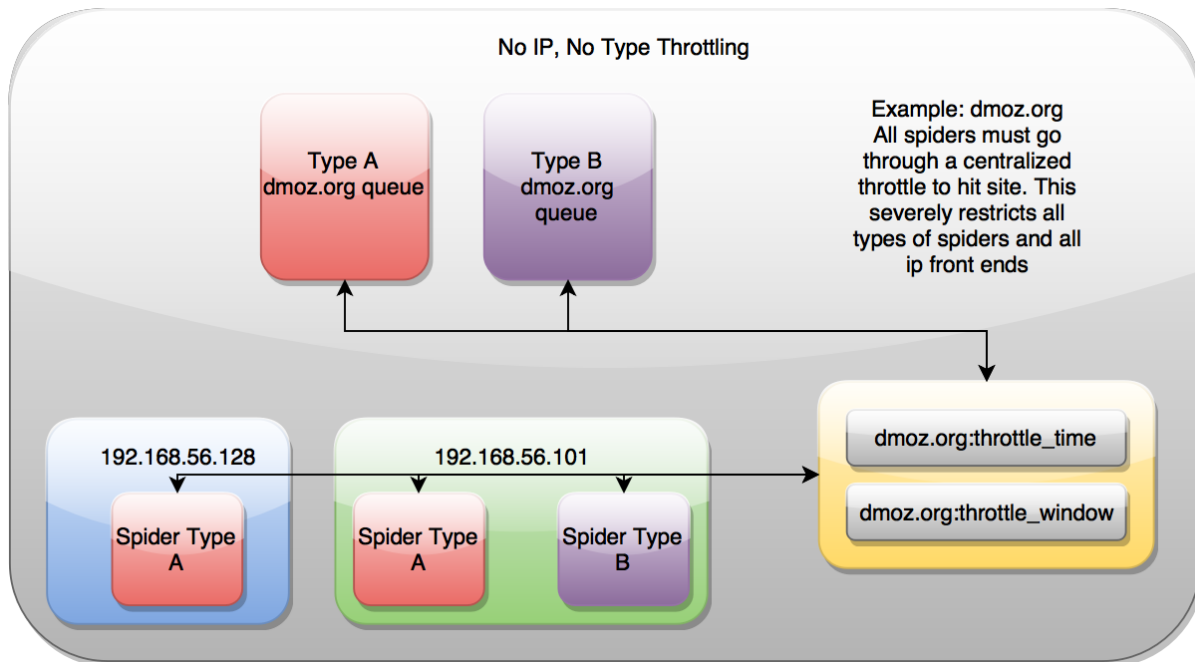 No IP, No Type Throttling
Type A
dmoz.org queue
Type B
dmoz.org
queue
Example: dmoz.org
All spiders must go
through a centralized
throttle to hit site. This
severely restricts all
types of spiders and all
ip front ends
192.168.56.128
Spider Type
A
192.168.56.101
Spider Type
A
Spider Type
B
dmoz.org:throttle_time
dmoz.org:throttle_window